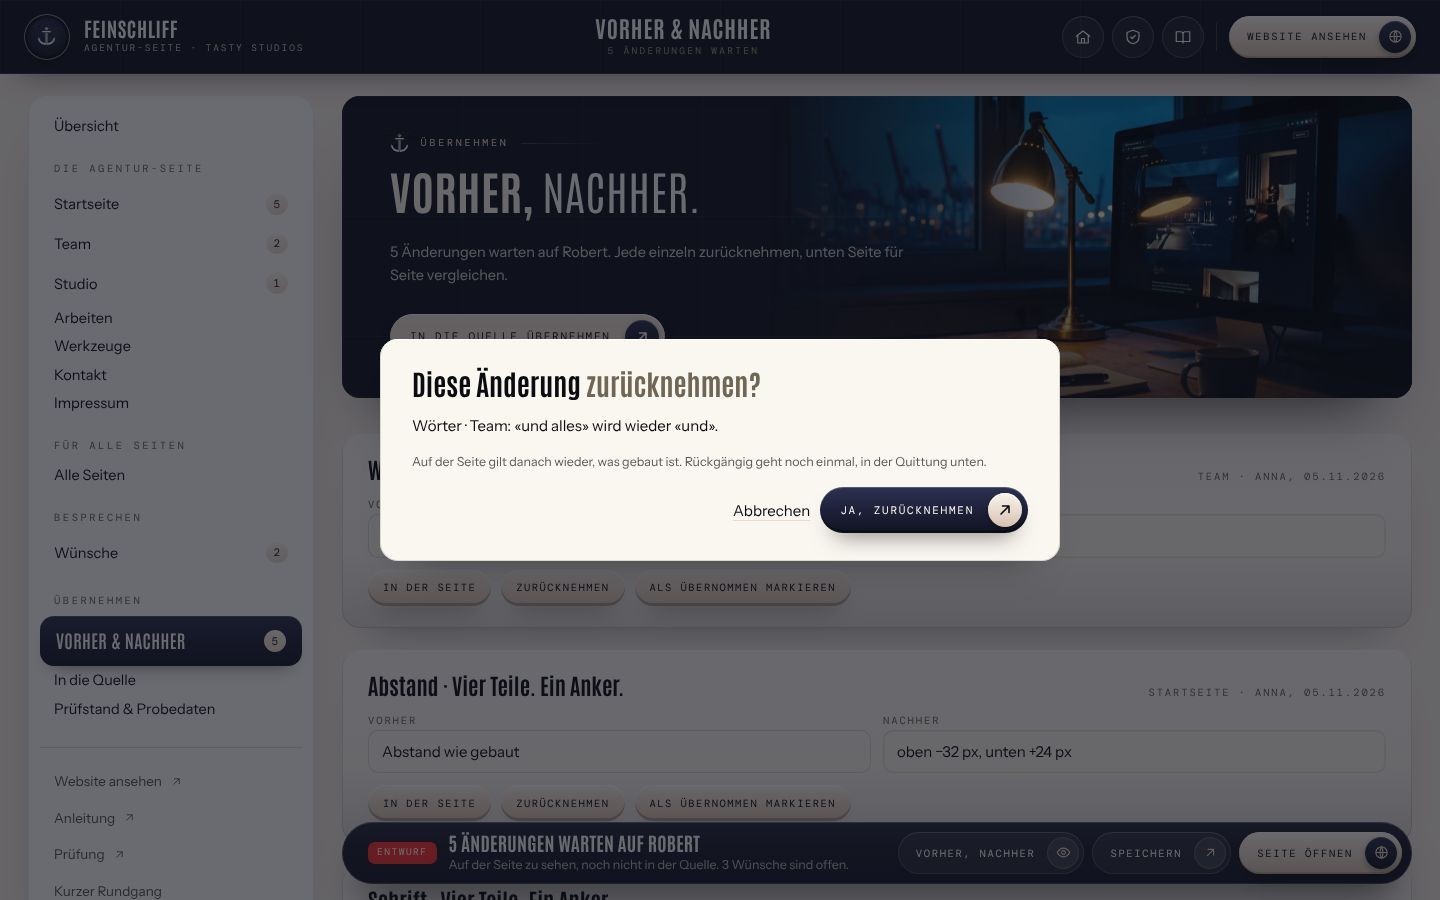 FEINSCHLIFF
AGENTUR-SEITE · TASTY STUDIOS
VORHER & NACHHER
5 ÄNDERUNGEN WARTEN
WEBSITE ANSEHEN
Übersicht
DIE AGENTUR-SEITE
Startseite 5
Team 2
Studio 1
Arbeiten
Werkzeuge
Kontakt
Impressum
FÜR ALLE SEITEN
Alle Seiten
BESPRECHEN
Wünsche 2
ÜBERNEHMEN
VORHER & NACHHER 5
In die Quelle
Prüfstand & Probedaten
Website ansehen
Anleitung
Prüfung
Kurzer Rundgang
ÜBERNEHMEN
VORHER, NACHHER.
5 Änderungen warten auf Robert. Jede einzeln zurücknehmen, unten Seite für
Seite vergleichen.
IN DIE QUELLE ÜBERNEHMEN
Diese Änderung zurücknehmen?
Wörter · Team: «und alles» wird wieder «und».
Auf der Seite gilt danach wieder, was gebaut ist. Rückgängig geht noch einmal, in der Quittung unten.
Abbrechen
JA, ZURÜCKNEHMEN
TEAM · ANNA, 05.11.2026
IN DER SEITE
ZURÜCKNEHMEN
ALS ÜBERNOMMEN MARKIEREN
Abstand · Vier Teile. Ein Anker.
STARTSEITE · ANNA, 05.11.2026
VORHER
NACHHER
Abstand wie gebaut
oben −32 px, unten +24 px
IN DER SEITE
ZURÜCKNEHMEN
ALS ÜBERNOMMEN MARKIEREN
ENTWURF
5 ÄNDERUNGEN WARTEN AUF ROBERT
Auf der Seite zu sehen, noch nicht in der Quelle. 3 Wünsche sind offen.
VORHER, NACHHER
SPEICHERN
SEITE ÖFFNEN
Schrift · Vier Teile. Ein Anker.